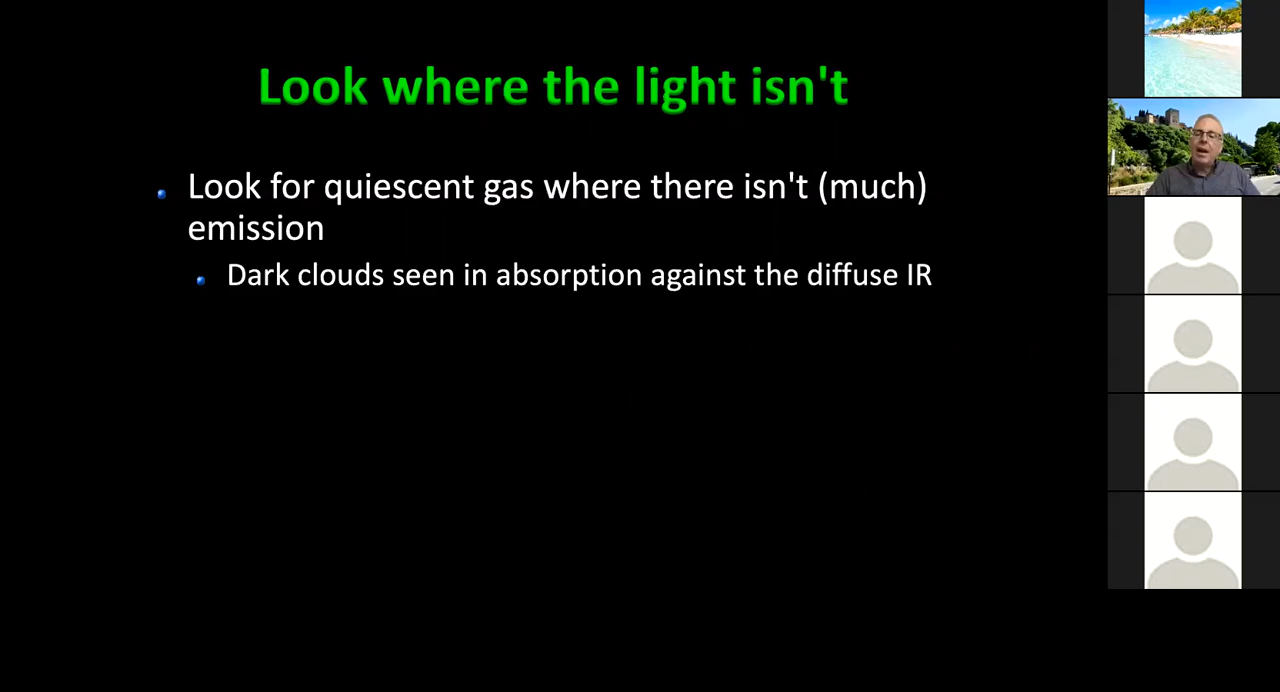 Look where the light isn't
Look for quiescent gas where there isn't (much)
emission
Dark clouds seen in absorption against the diffuse IR